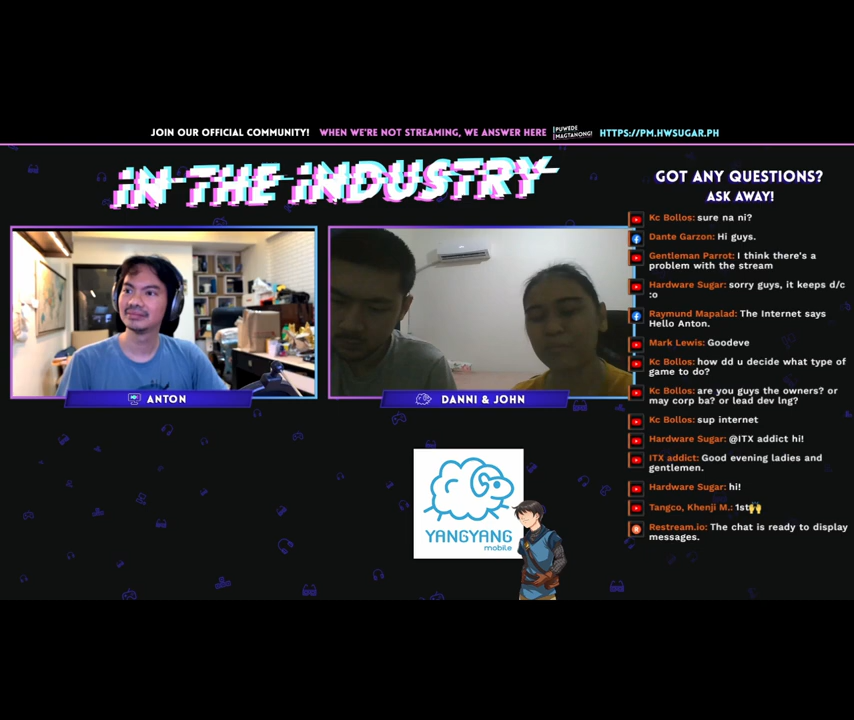 JOIN OUR OFFICIAL COMMUNITY! WHEN WE'RE NOT STREAMING, WE ANSWER HERE PUWEDE MAGTANONG! HTTPS://PM.HWSUGAR.PH
IN THE INDUSTRY
GOT ANY QUESTIONS?
ASK AWAY!
Kc Bollos: sure na ni?
Dante Garzon: Hi guys.
Gentleman Parrot: I think there's a
problem with the stream
Hardware Sugar: sorry guys, it keeps d/c
:o
Raymund Mapalad: The Internet says
Hello Anton.
Mark Lewis: Goodeve
Kc Bollos: how dd u decide what type of
game to do?
Kc Bollos: are you guys the owners? or
may corp ba? or lead dev lng?
Kc Bollos: sup internet
Hardware Sugar: @ITX addict hi!
ITX addict: Good evening ladies and
gentlemen.
Hardware Sugar: hi!
Tangco, Khenji M.: 1st🙌
Restream.io: The chat is ready to display
messages.
ANTON
DANNI & JOHN
YANGYANG
mobile